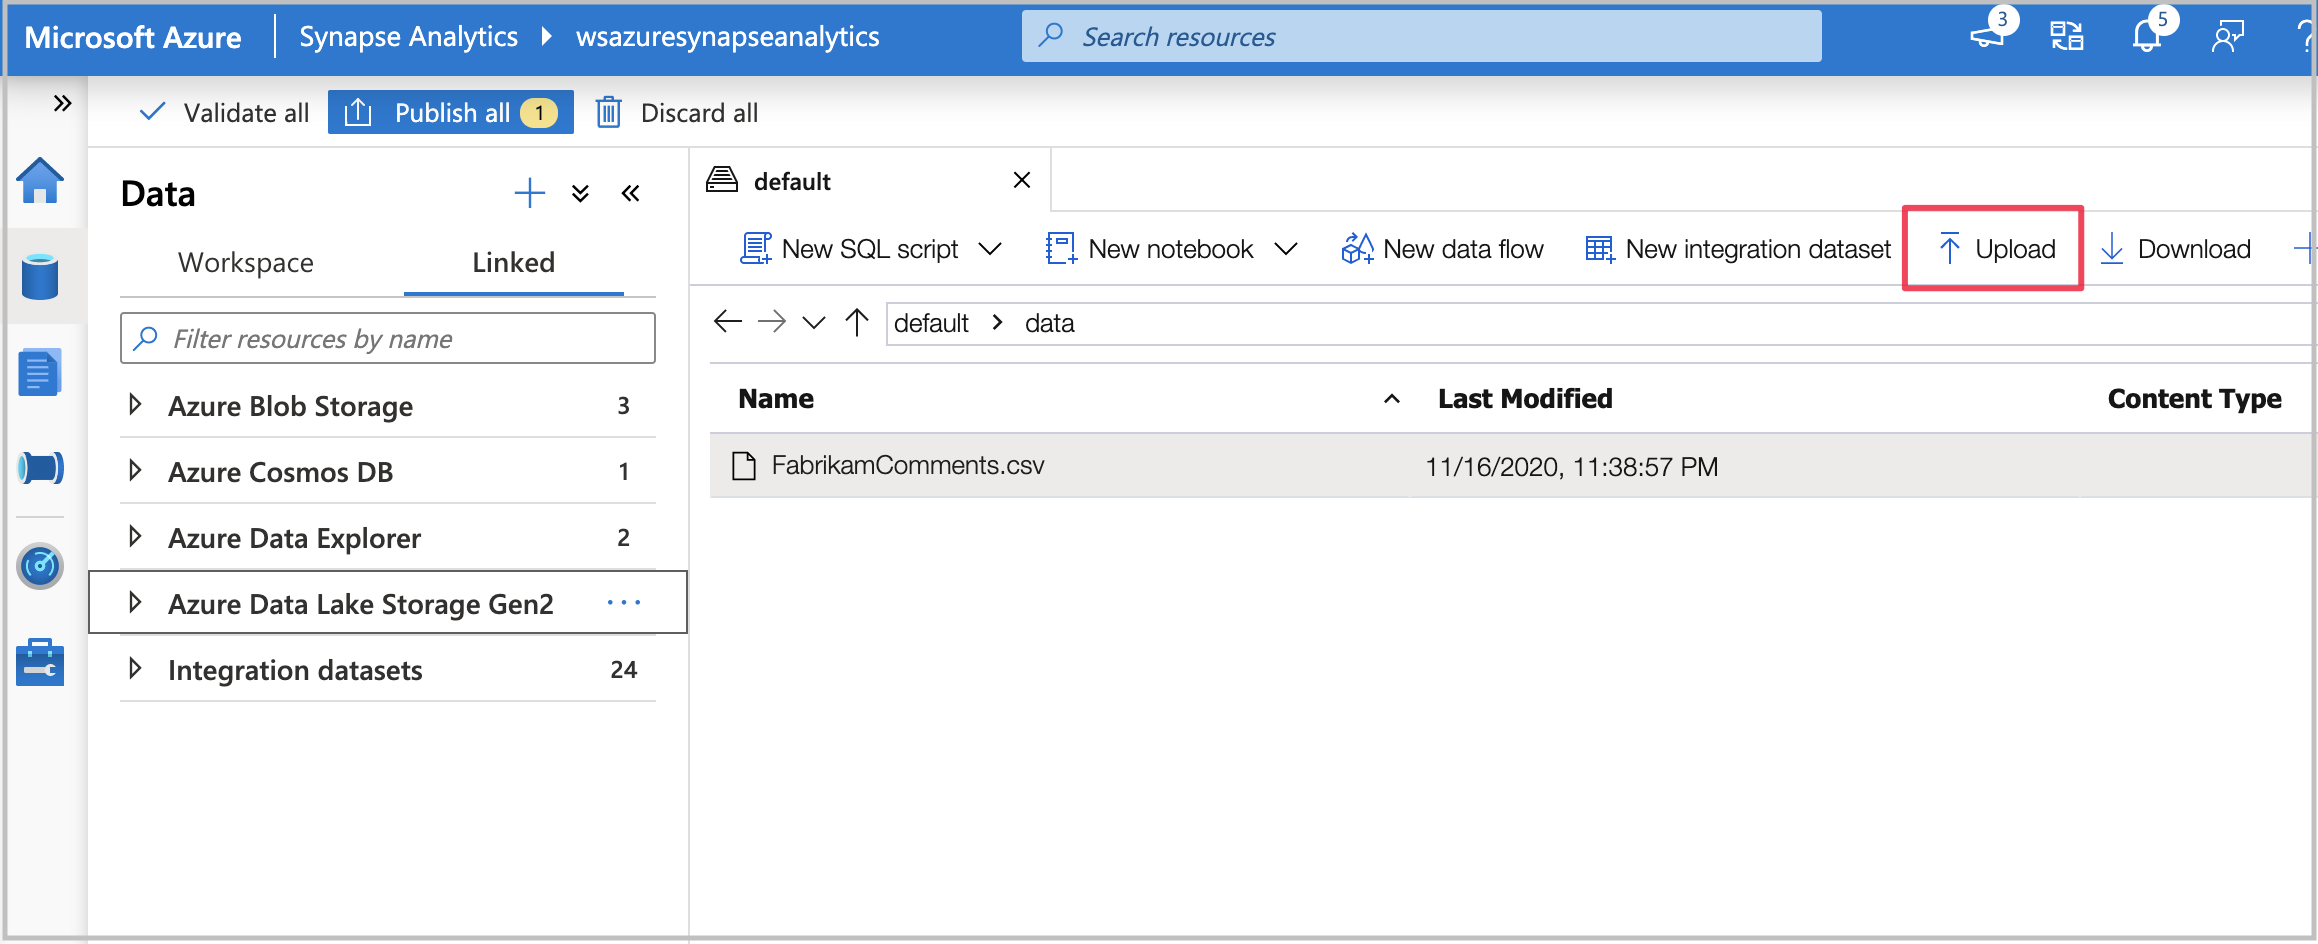 Microsoft Azure
Synapse Analytics
wsazuresynapseanalytics
Search resources
3
5
?
Validate all
Publish all
1
Discard all
Data
Workspace
Linked
Filter resources by name
Azure Blob Storage 3
Azure Cosmos DB 1
Azure Data Explorer 2
Azure Data Lake Storage Gen2 ...
Integration datasets 24
default
New SQL script
New notebook
New data flow
New integration dataset
Upload
Download
default > data
Name
Last Modified
Content Type
FabrikamComments.csv
11/16/2020, 11:38:57 PM